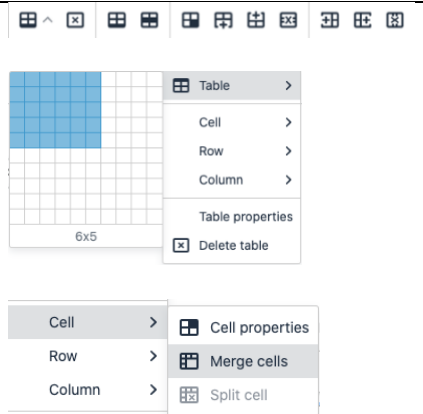 Table
Cell
Row
Column
6x5
Table properties
Delete table
Cell
Cell properties
Row
Merge cells
Column
Split cell